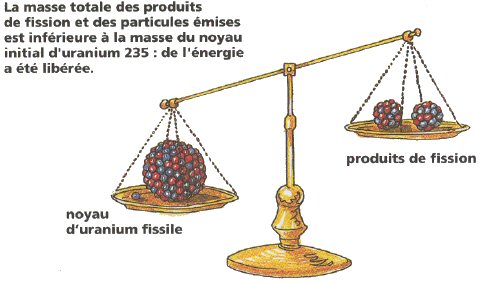 La masse totale des produits
de fission et des particules émises
est inférieure à la masse du noyau
initial d'uranium 235 : de l'énergie
a été libérée.
produits de fission
noyau
d'uranium fissile